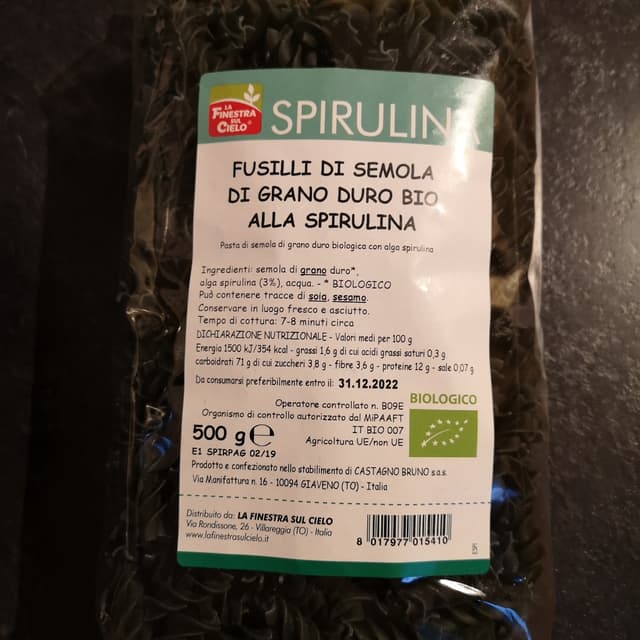 LA
FINESTRA
SUL
CIELO®
SPIRULINA
FUSILLI DI SEMOLA
DI GRANO DURO BIO
ALLA SPIRULINA
Pasta di semola di grano duro biologica con alga spirulina
Ingredienti: semola di grano duro*,
alga spirulina (3%), acqua. - * BIOLOGICO
Può contenere tracce di soia, sesamo.
Conservare in luogo fresco e asciutto.
Tempo di cottura: 7-8 minuti circa
DICHIARAZIONE NUTRIZIONALE - Valori medi per 100 g
Energia 1500 kJ/354 kcal - grassi 1,6 g di cui acidi grassi saturi 0,3 g
carboidrati 71 g di cui zuccheri 3,8 g - fibre 3,6 g - proteine 12 g - sale 0,07 g
Da consumarsi preferibilmente entro il: 31.12.2022
Operatore controllato n. B09E
Organismo di controllo autorizzato dal MiPAAFT
IT BIO 007
Agricoltura UE/non UE
BIOLOGICO
500 g e
E1 SPIRPAG 02/19
Prodotto e confezionato nello stabilimento di CASTAGNO BRUNO s.a.s.
Via Manifattura n. 16 - 10094 GIAVENO (TO) - Italia
Distribuito da: LA FINESTRA SUL CIELO
Via Rondissone, 26 - Villareggia (TO) - Italia
www.lafinestrasulcielo.it
8 017977 015410